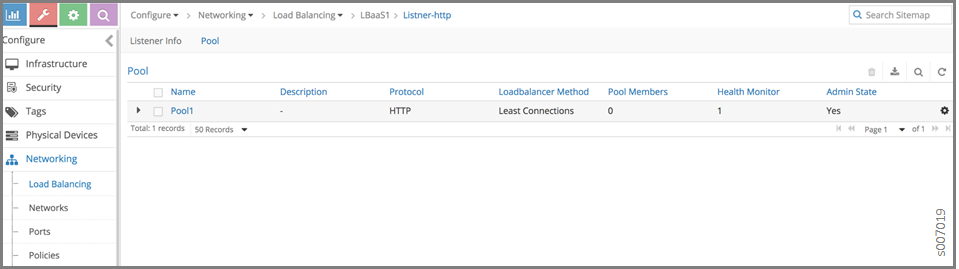 Configure > Networking > Load Balancing > LBaaS1 > Listner-http
Search Sitemap
Configure
Listener Info Pool
Infrastructure
Security
Tags
Physical Devices
Networking
Load Balancing
Networks
Ports
Policies
Pool
Name Description Protocol Loadbalancer Method Pool Members Health Monitor Admin State
Pool1 - HTTP Least Connections 0 1 Yes
Total: 1 records 50 Records Page 1 of 1
s007019